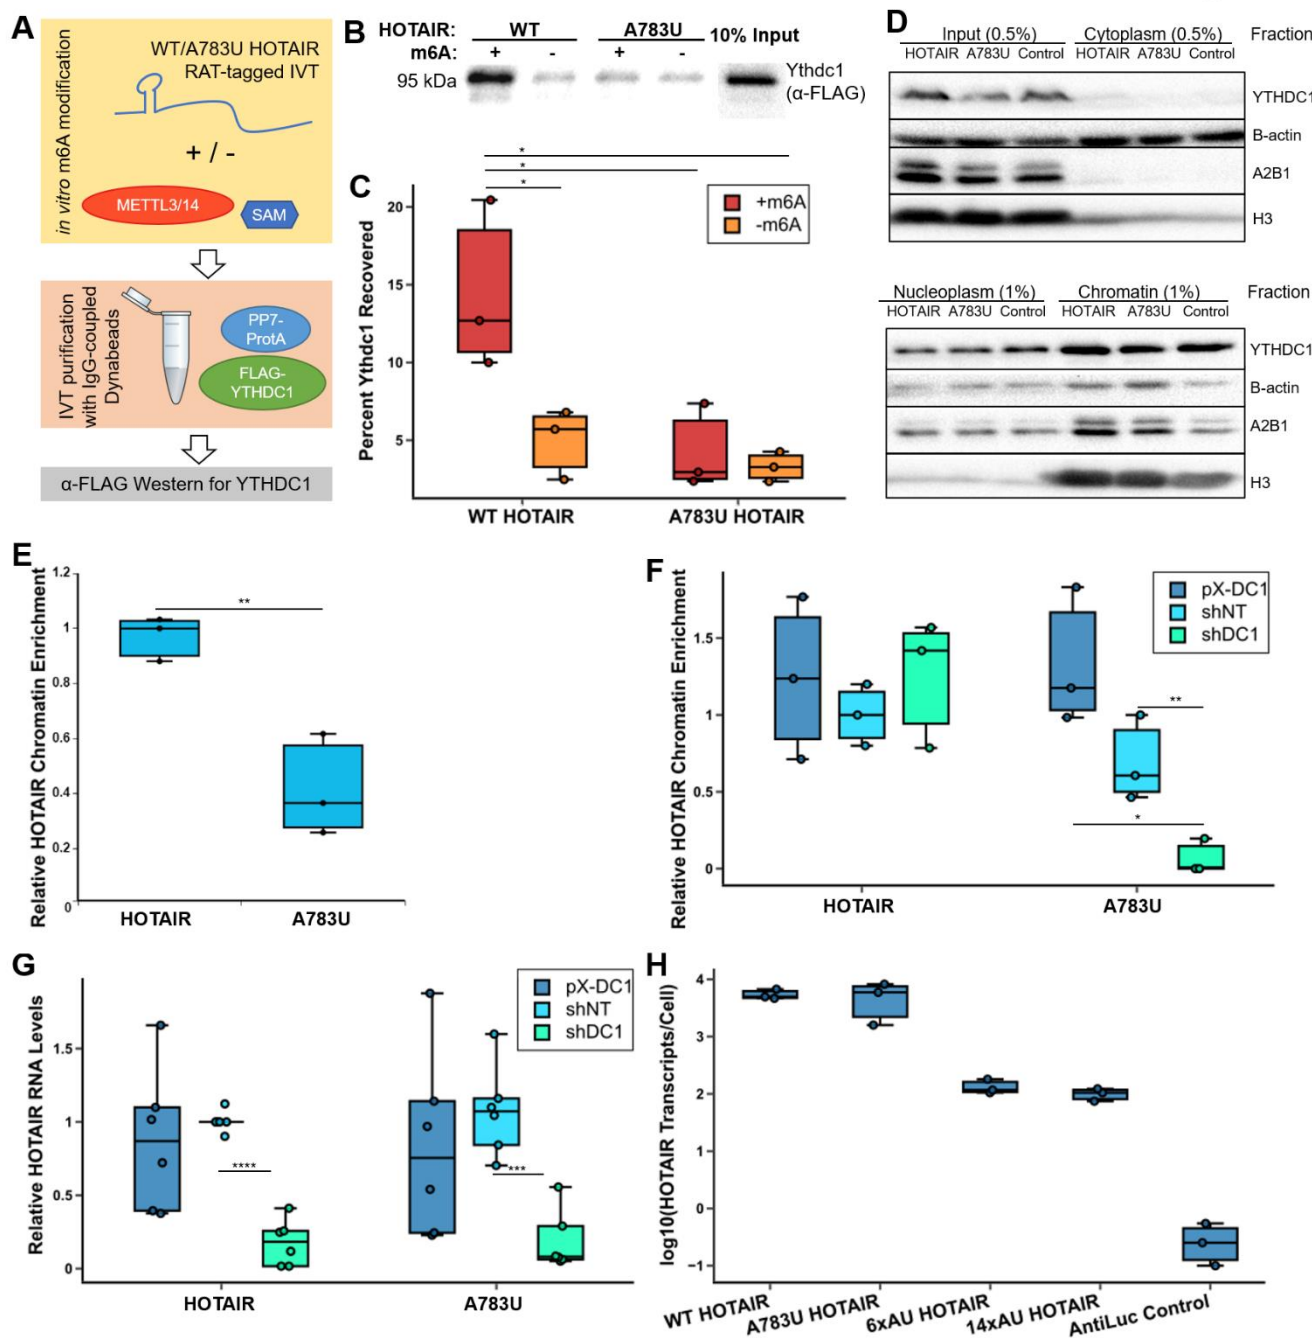 A
in vitro m6A modification
WT/A783U HOTAIR
RAT-tagged IVT
+ / -
METTL3/14
SAM
IVT purification
with IgG-coupled
Dynabeads
PP7-
ProtA
FLAG-
YTHDC1
α-FLAG Western for YTHDC1
B
HOTAIR: WT A783U 10% Input
m6A: + - + -
95 kDa
Ythdc1
(α-FLAG)
C
*
*
*
+m6A
-m6A
Percent Ythdc1 Recovered
20
15
10
5
WT HOTAIR A783U HOTAIR
D
Input (0.5%) Cytoplasm (0.5%) Fraction
HOTAIR A783U Control HOTAIR A783U Control
YTHDC1
B-actin
A2B1
H3
Nucleoplasm (1%) Chromatin (1%) Fraction
HOTAIR A783U Control HOTAIR A783U Control
YTHDC1
B-actin
A2B1
H3
E
Relative HOTAIR Chromatin Enrichment
1.2
1
0.8
0.6
0.4
0.2
0
**
HOTAIR A783U
F
Relative HOTAIR Chromatin Enrichment
1.5
1
0.5
0
pX-DC1
shNT
shDC1
**
*
HOTAIR A783U
G
Relative HOTAIR RNA Levels
1.5
1
0.5
0
pX-DC1
shNT
shDC1
****
***
HOTAIR A783U
H
log10(HOTAIR Transcripts/Cell)
4
3
2
−0
−1
WT HOTAIR
A783U HOTAIR
6xAU HOTAIR
14xAU HOTAIR
AntiLuc Control